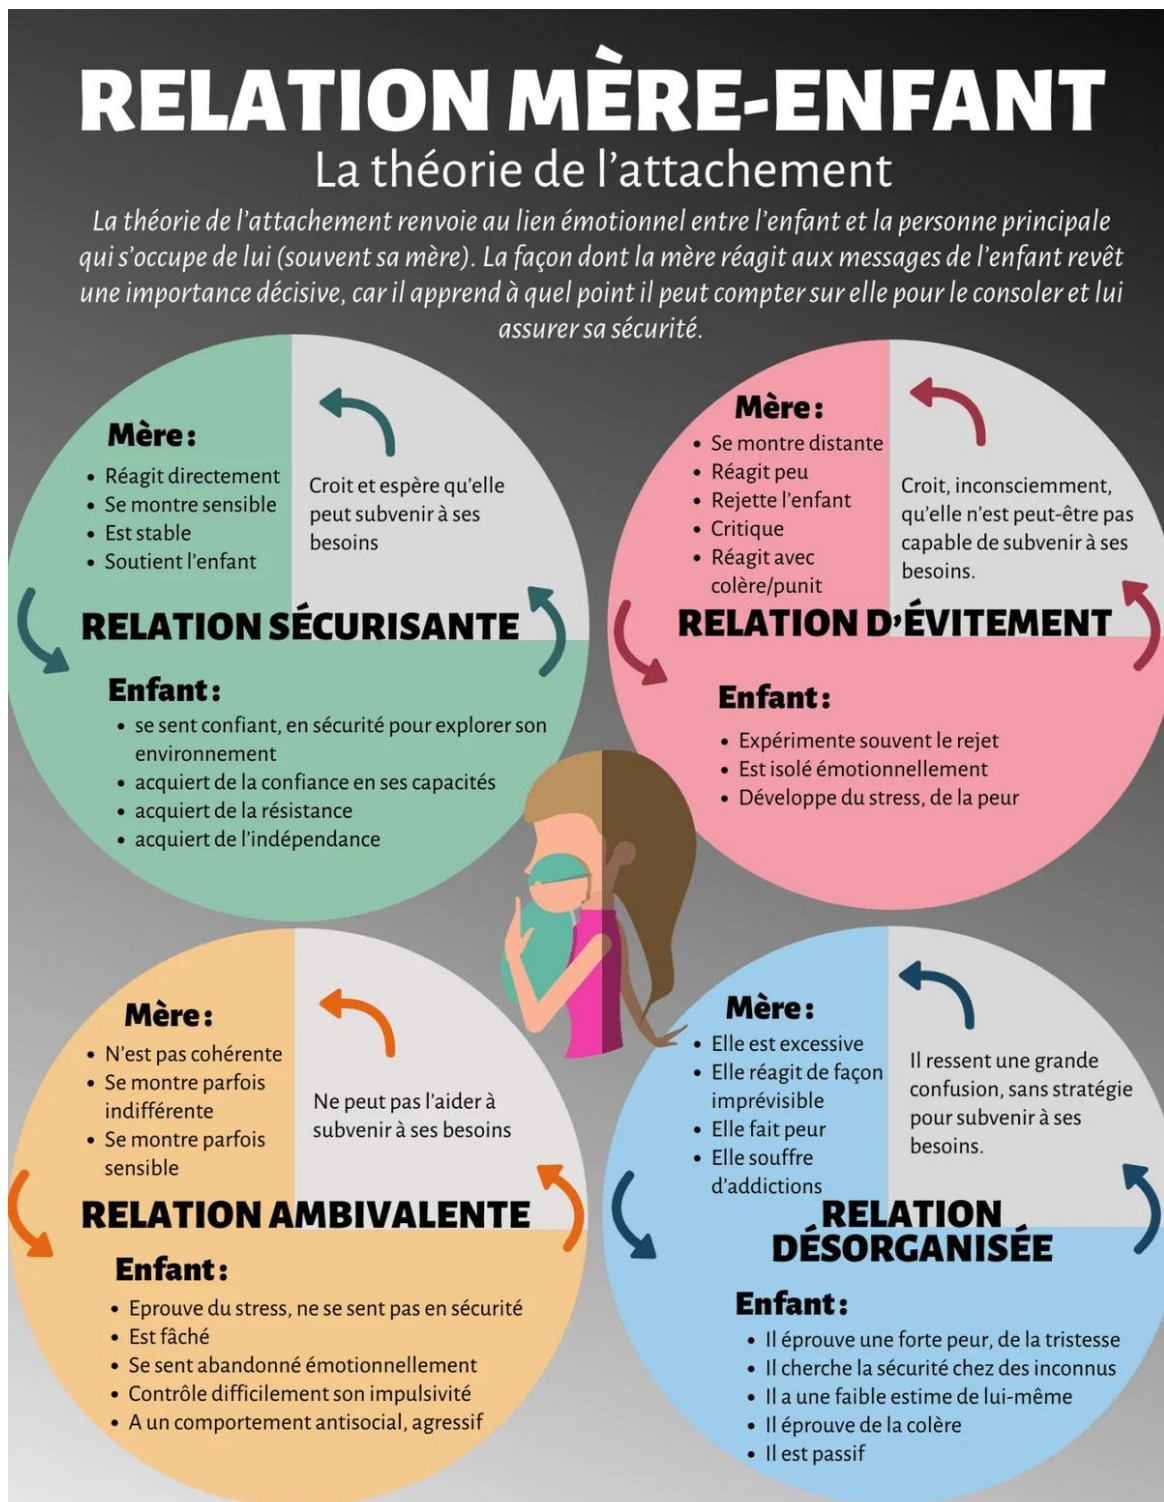 RELATION MÈRE-ENFANT
La théorie de l’attachement
La théorie de l’attachement renvoie au lien émotionnel entre l’enfant et la personne principale
qui s’occupe de lui (souvent sa mère). La façon dont la mère réagit aux messages de l’enfant revêt
une importance décisive, car il apprend à quel point il peut compter sur elle pour le consoler et lui
assurer sa sécurité.
Mère :
• Réagit directement
• Se montre sensible
• Est stable
• Soutient l’enfant
Croit et espère qu’elle
peut subvenir à ses
besoins
RELATION SÉCURISANTE
Enfant :
• se sent confiant, en sécurité pour explorer son
environnement
• acquiert de la confiance en ses capacités
• acquiert de la résistance
• acquiert de l’indépendance
Mère :
• Se montre distante
• Réagit peu
• Rejette l’enfant
• Critique
• Réagit avec
colère/punit
Croit, inconsciemment,
qu’elle n’est peut-être pas
capable de subvenir à ses
besoins.
RELATION D’ÉVITEMENT
Enfant :
• Expérimente souvent le rejet
• Est isolé émotionnellement
• Développe du stress, de la peur
Mère :
• N’est pas cohérente
• Se montre parfois
indifférente
• Se montre parfois
sensible
Ne peut pas l’aider à
subvenir à ses besoins
RELATION AMBIVALENTE
Enfant :
• Eprouve du stress, ne se sent pas en sécurité
• Est fâché
• Se sent abandonné émotionnellement
• Contrôle difficilement son impulsivité
• A un comportement antisocial, agressif
Mère :
• Elle est excessive
• Elle réagit de façon
imprévisible
• Elle fait peur
• Elle souffre
d’addictions
Il ressent une grande
confusion, sans stratégie
pour subvenir à ses
besoins.
RELATION
DÉSORGANISÉE
Enfant :
• Il éprouve une forte peur, de la tristesse
• Il cherche la sécurité chez des inconnus
• Il a une faible estime de lui-même
• Il éprouve de la colère
• Il est passif